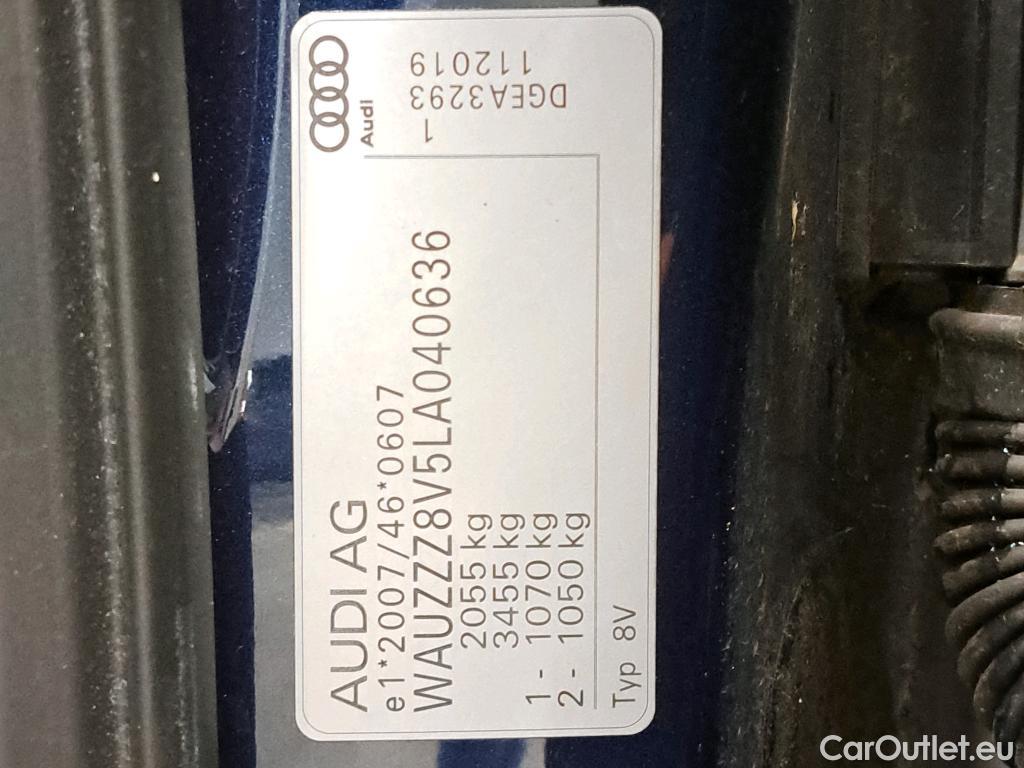 AUDI AG
e1*2007/46*0607
WAUZZZ8V5LA040636
2055 kg
3455 kg
1 - 1070 kg
2 - 1050 kg
Typ 8V
Audi
1
DGEA3293
112019
CarOutlet.eu